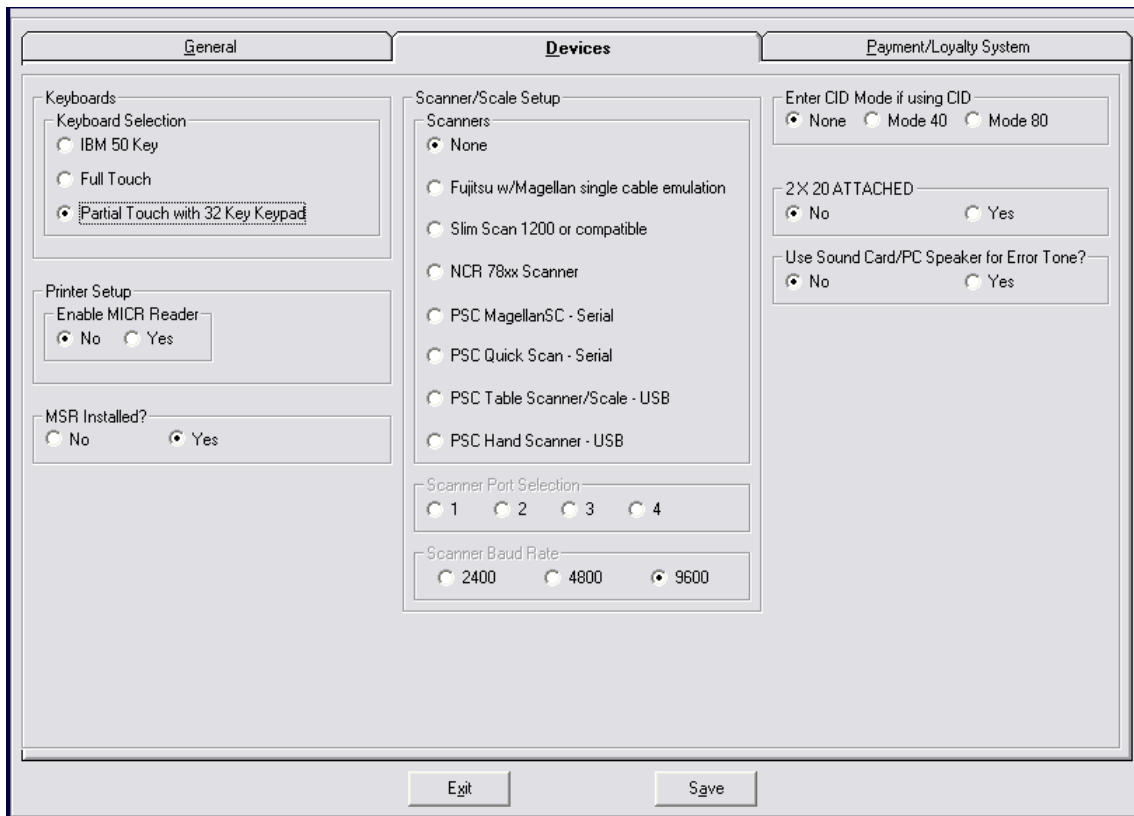 General
Devices
Payment/Loyalty System
Keyboards
Keyboard Selection
IBM 50 Key
Full Touch
Partial Touch with 32 Key Keypad
Printer Setup
Enable MICR Reader
No Yes
MSR Installed?
No Yes
Scanner/Scale Setup
Scanners
None
Fujitsu w/Magellan single cable emulation
Slim Scan 1200 or compatible
NCR 78xx Scanner
PSC MagellanSC - Serial
PSC Quick Scan - Serial
PSC Table Scanner/Scale - USB
PSC Hand Scanner - USB
Scanner Port Selection
1 2 3 4
Scanner Baud Rate
2400 4800 9600
Enter CID Mode if using CID
None Mode 40 Mode 80
2 X 20 ATTACHED
No Yes
Use Sound Card/PC Speaker for Error Tone?
No Yes
Exit
Save